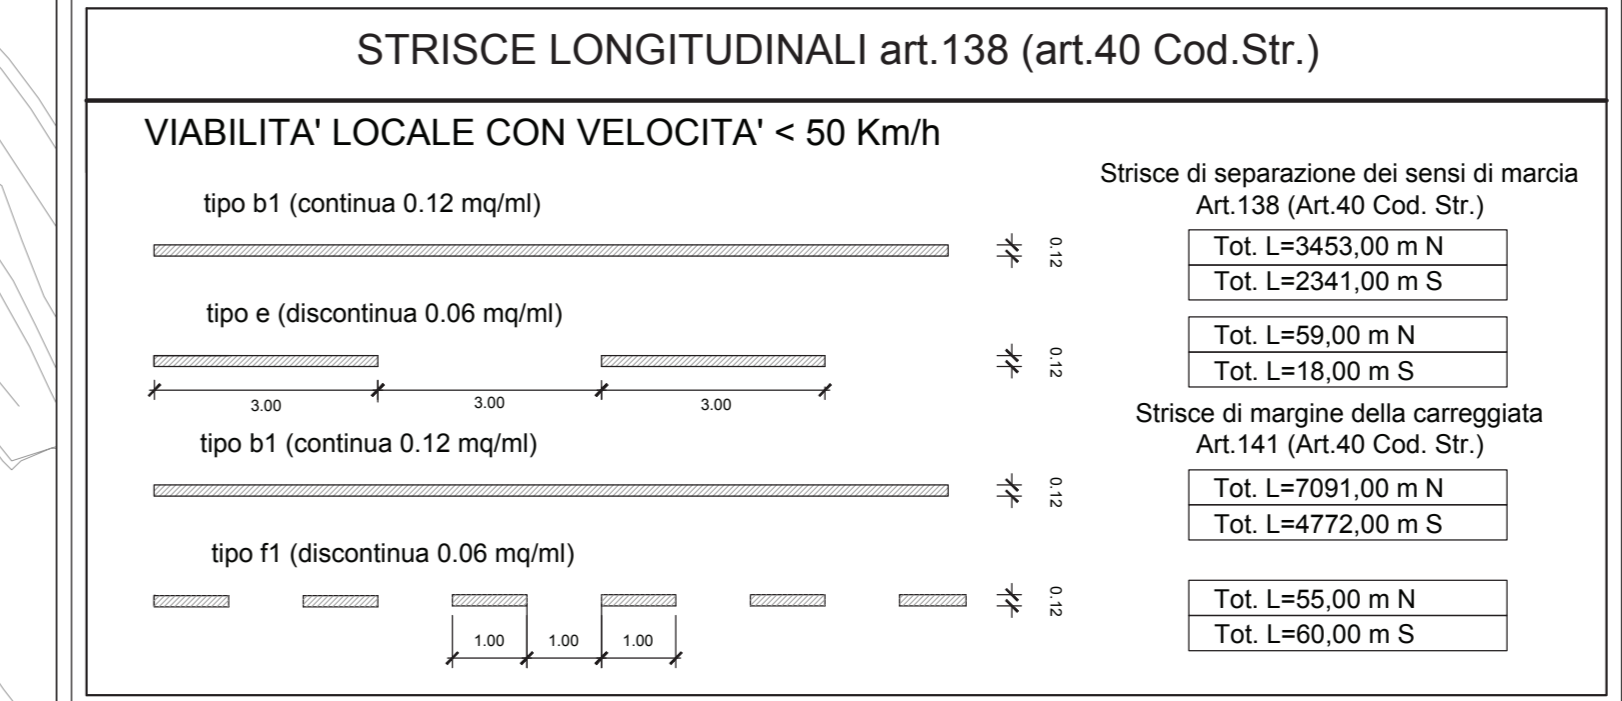 STRISCE LONGITUDINALI art.138 (art.40 Cod.Str.)
VIABILITA' LOCALE CON VELOCITA' < 50 Km/h
Strisce di separazione dei sensi di marcia
Art.138 (Art.40 Cod. Str.)
tipo b1 (continua 0.12 mq/ml)
0.12
Tot. L=3453,00 m N
Tot. L=2341,00 m S
tipo e (discontinua 0.06 mq/ml)
0.12
Tot. L=59,00 m N
Tot. L=18,00 m S
3.00 3.00 3.00
Strisce di margine della carreggiata
Art.141 (Art.40 Cod. Str.)
tipo b1 (continua 0.12 mq/ml)
0.12
Tot. L=7091,00 m N
Tot. L=4772,00 m S
tipo f1 (discontinua 0.06 mq/ml)
0.12
Tot. L=55,00 m N
Tot. L=60,00 m S
1.00 1.00 1.00